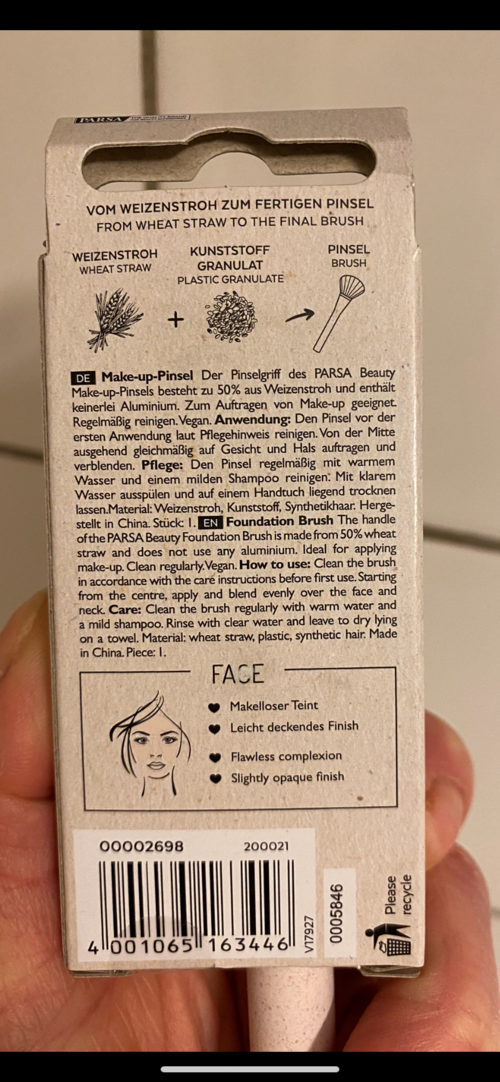 PARSA
VOM WEIZENSTROH ZUM FERTIGEN PINSEL
FROM WHEAT STRAW TO THE FINAL BRUSH
WEIZENSTROH
WHEAT STRAW
KUNSTSTOFF
GRANULAT
PLASTIC GRANULATE
PINSEL
BRUSH
+
DE Make-up-Pinsel Der Pinselgriff des PARSA Beauty
Make-up-Pinsels besteht zu 50% aus Weizenstroh und enthält
keinerlei Aluminium. Zum Auftragen von Make-up geeignet.
Regelmäßig reinigen. Vegan. Anwendung: Den Pinsel vor der
ersten Anwendung laut Pflegehinweis reinigen. Von der Mitte
ausgehend gleichmäßig auf Gesicht und Hals auftragen und
verblenden. Pflege: Den Pinsel regelmäßig mit warmem
Wasser und einem milden Shampoo reinigen. Mit klarem
Wasser ausspülen und auf einem Handtuch liegend trocknen
lassen.Material: Weizenstroh, Kunststoff, Synthetikhaar. Herge-
stellt in China. Stück: 1. EN Foundation Brush The handle
of the PARSA Beauty Foundation Brush is made from 50% wheat
straw and does not use any aluminium. Ideal for applying
make-up. Clean regularly. Vegan. How to use: Clean the brush
in accordance with the care instructions before first use. Starting
from the centre, apply and blend evenly over the face and
neck. Care: Clean the brush regularly with warm water and
a mild shampoo. Rinse with clear water and leave to dry lying
on a towel. Material: wheat straw, plastic, synthetic hair. Made
in China. Piece: 1.
FACE
Makelloser Teint
Leicht deckendes Finish
Flawless complexion
Slightly opaque finish
00002698 200021
4 001065 163446
V17927
0005846
Please
recycle